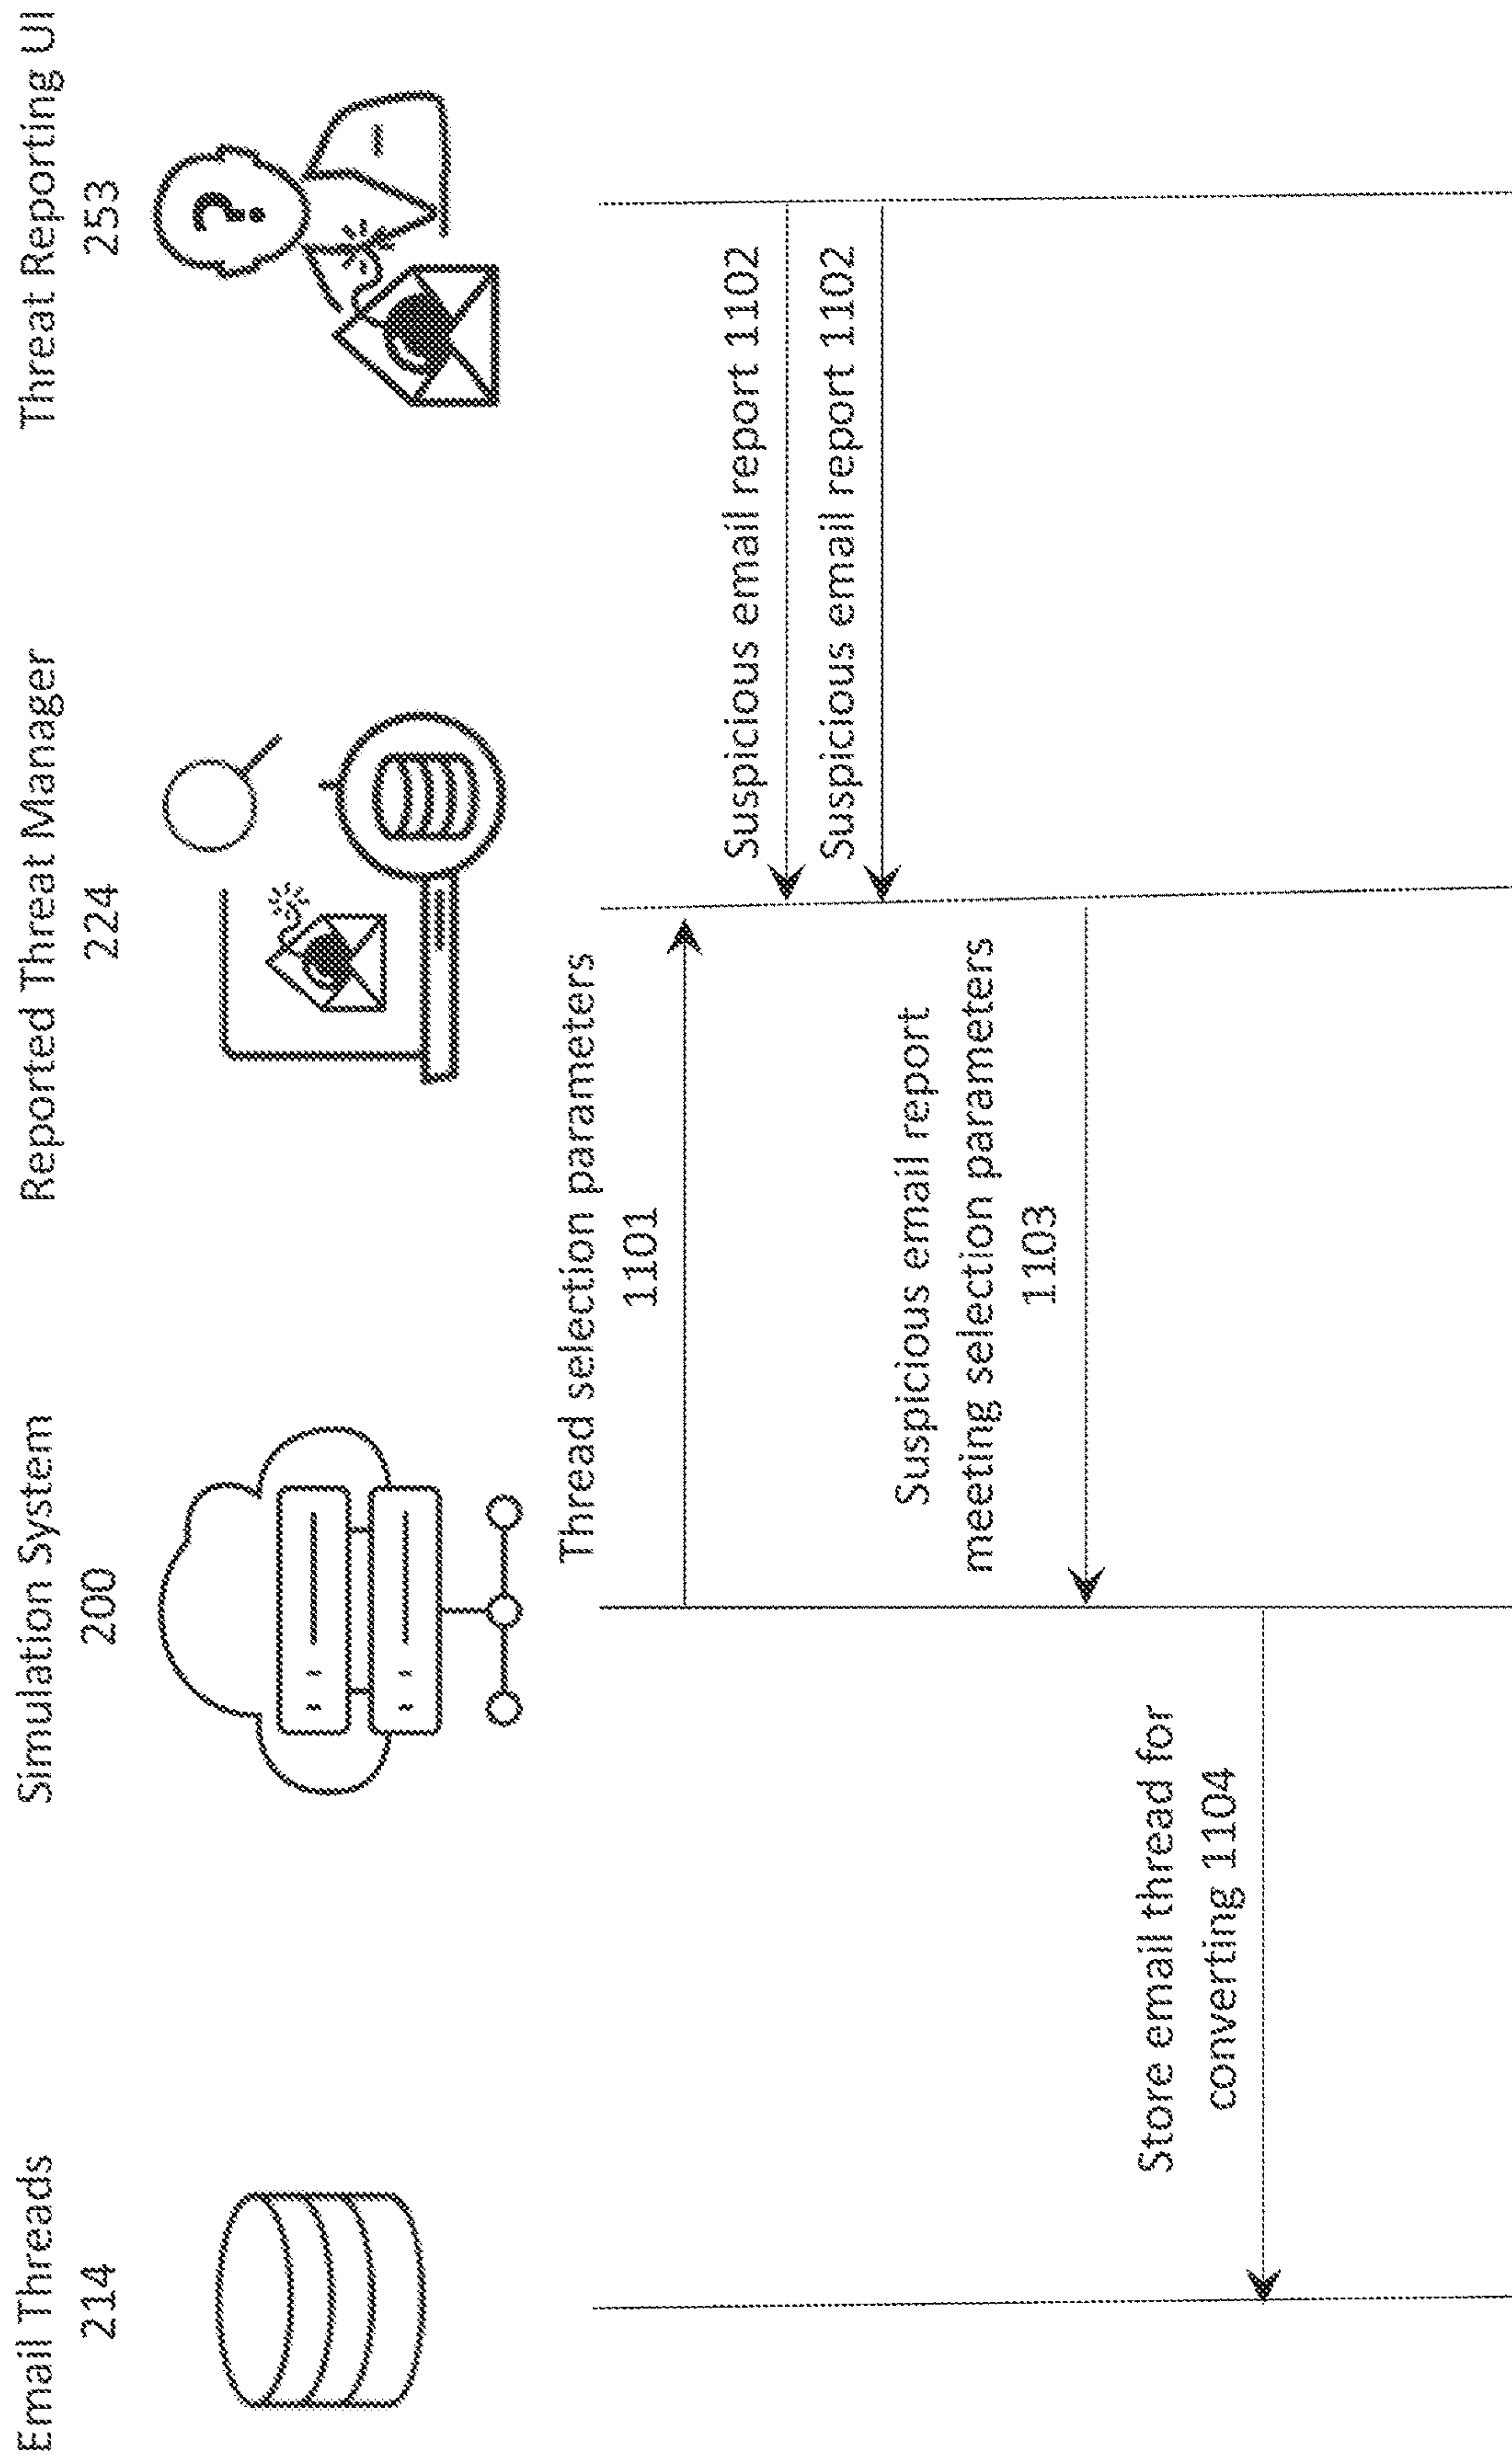 Email Threads
214
Simulation System
200
Reported Threat Manager
224
Threat Reporting UI
253
?
Thread selection parameters
1101
Suspicious email report 1102
Suspicious email report 1102
Suspicious email report
meeting selection parameters
1103
Store email thread for
converting 1104